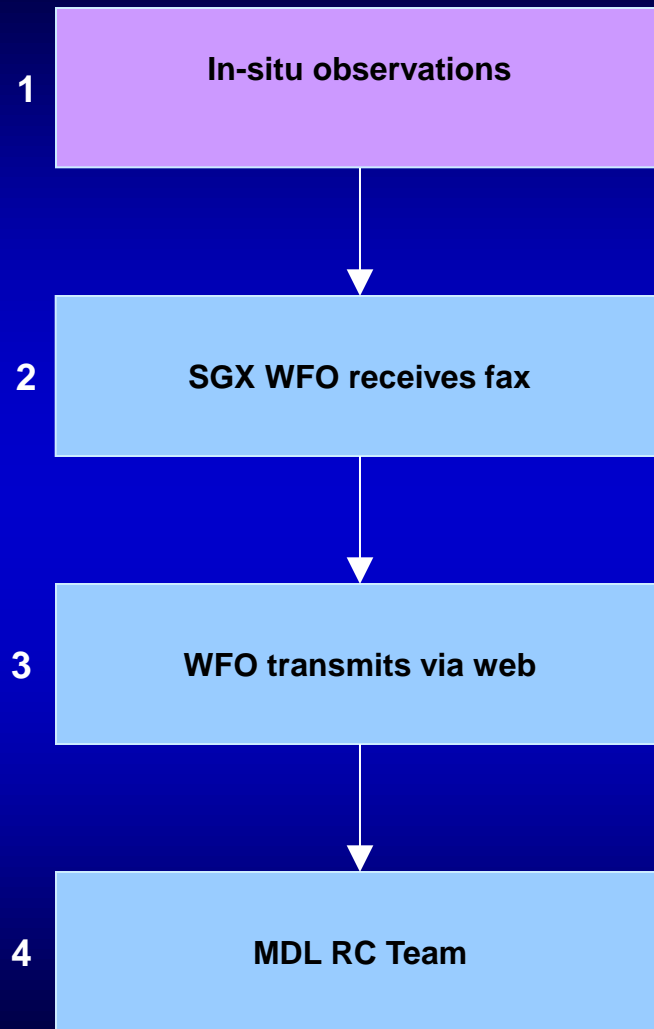 1
In-situ observations
2
SGX WFO receives fax
3
WFO transmits via web
4
MDL RC Team